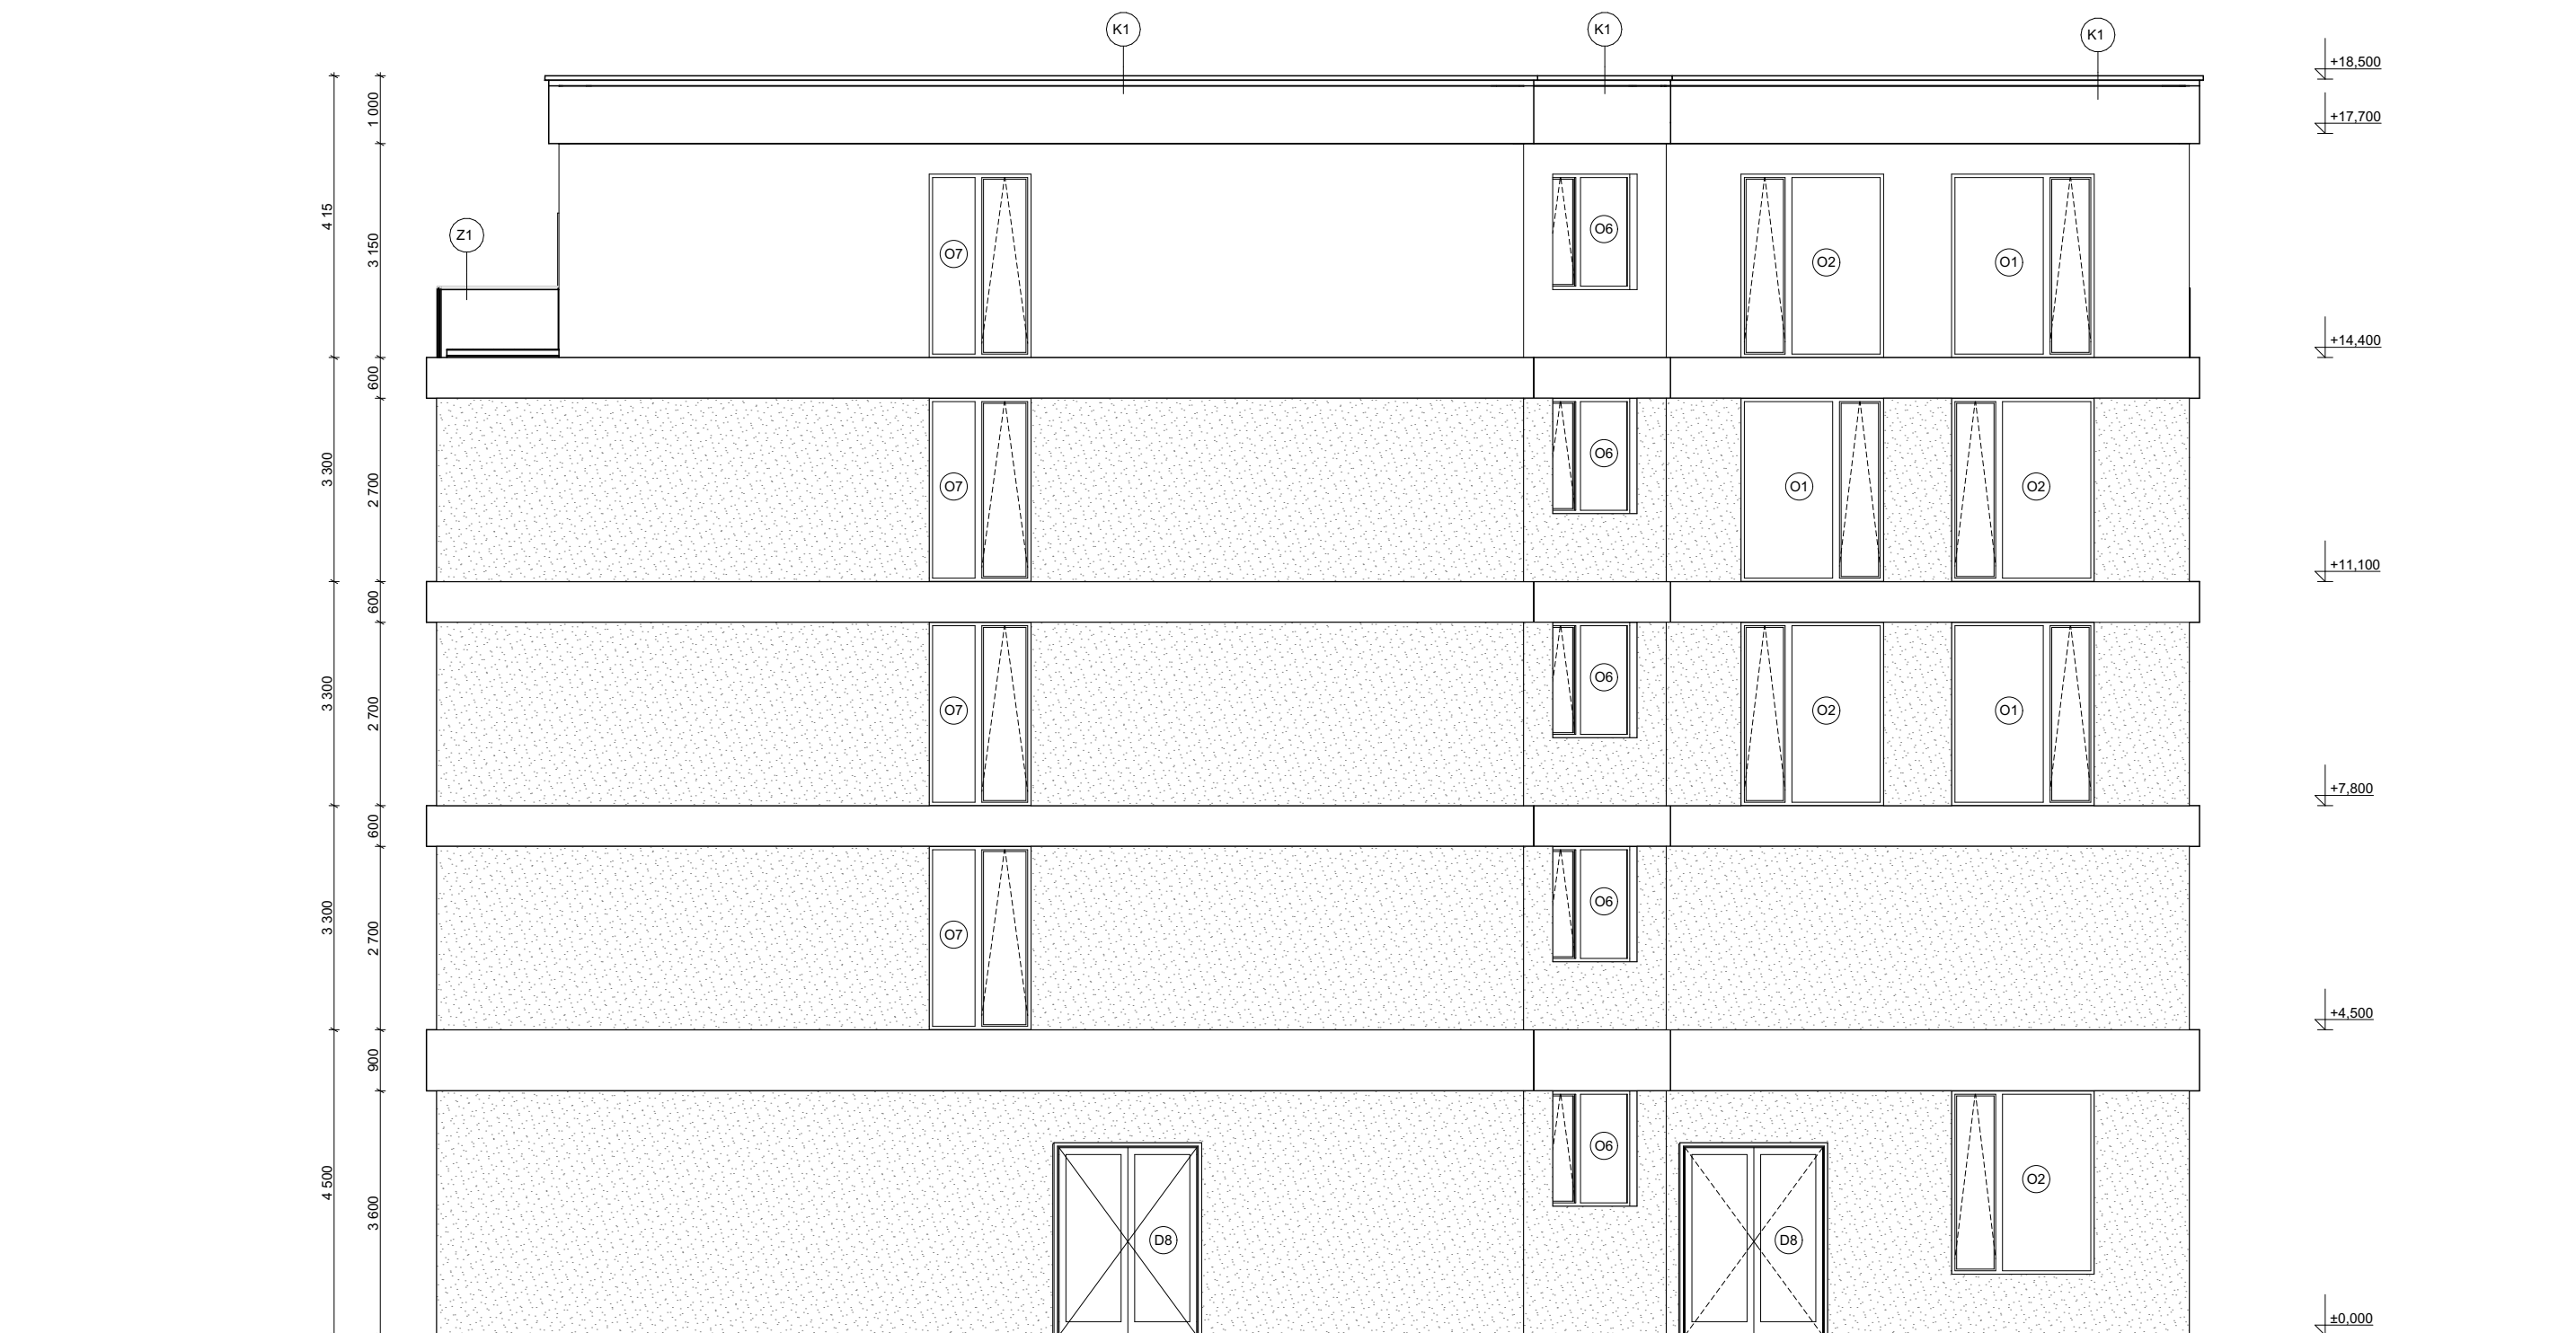 K1
K1
K1
+18,500
1 000
+17,700
4 15
Z1
3 150
O7
O6
O2
O1
+14,400
600
3 300
2 700
O7
O6
O1
O2
+11,100
600
3 300
2 700
O7
O6
O2
O1
+7,800
600
3 300
2 700
O7
O6
+4,500
900
4 500
3 600
D8
O6
D8
O2
±0,000